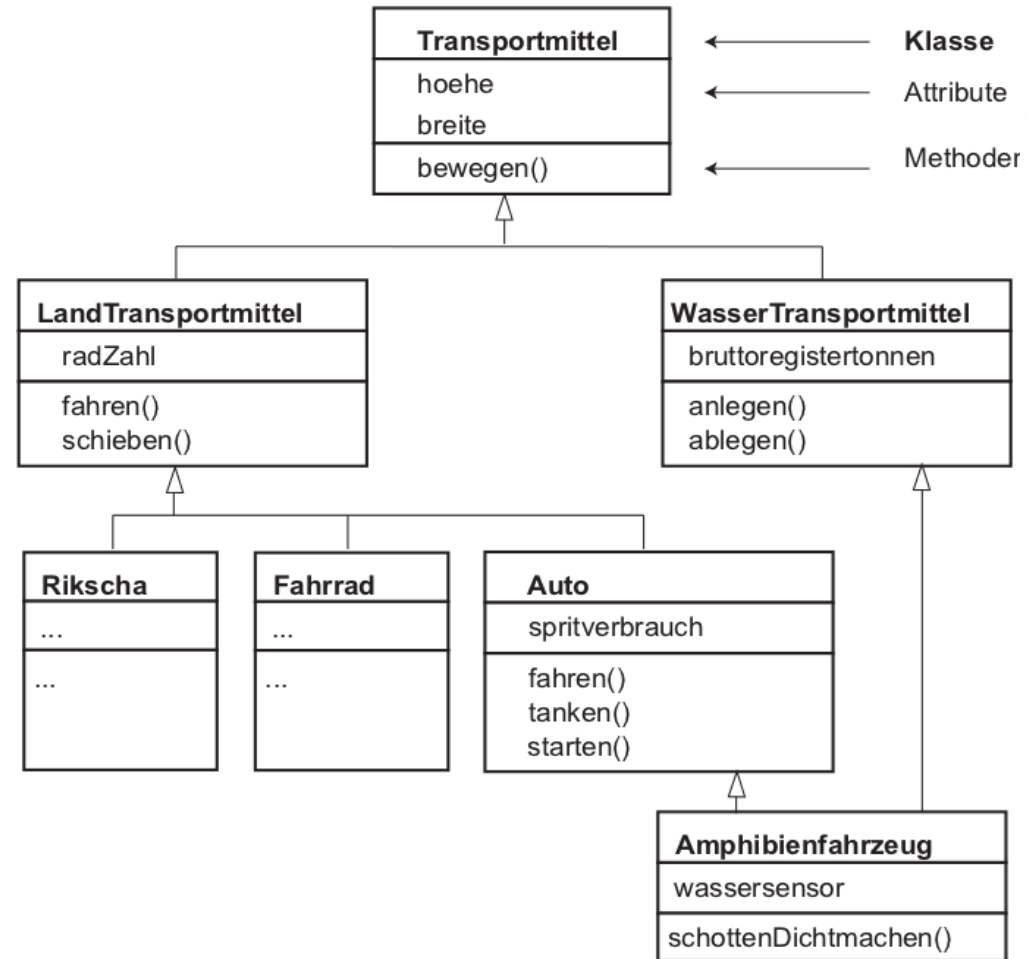 Transportmittel
hoehe
breite
bewegen()
Klasse
Attribute
Methoder
LandTransportmittel
radZahl
fahren()
schieben()
WasserTransportmittel
bruttoregistertonnen
anlegen()
ablegen()
Rikscha
...
...
Fahrrad
...
...
Auto
spritverbrauch
fahren()
tanken()
starten()
Amphibienfahrzeug
wassersensor
schottenDichtmachen()